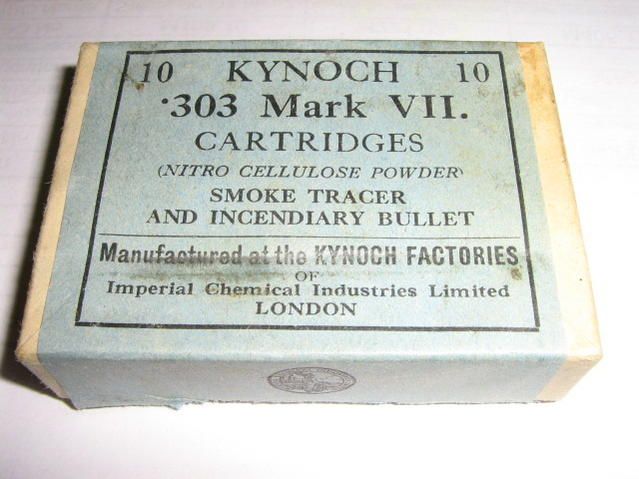 10 KYNOCH 10
·303 Mark VII.
CARTRIDGES
(NITRO CELLULOSE POWDER)
SMOKE TRACER
AND INCENDIARY BULLET
Manufactured at the KYNOCH FACTORIES
OF
Imperial Chemical Industries Limited
LONDON